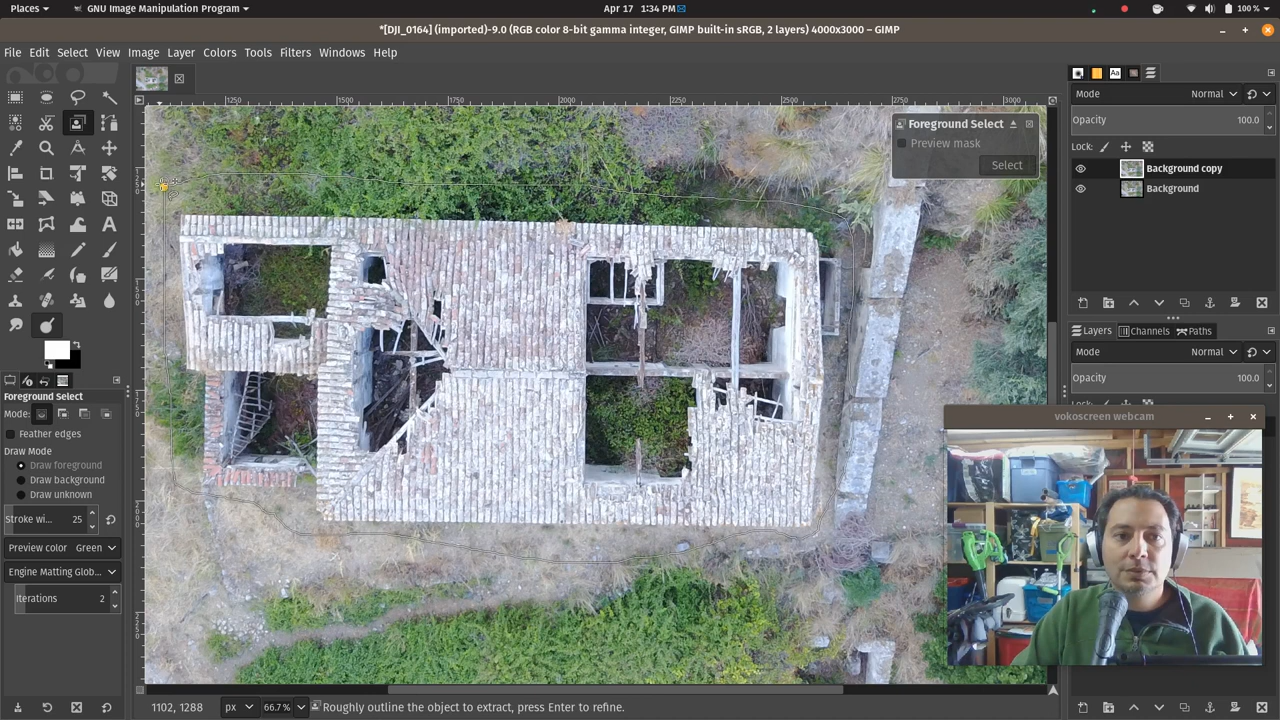 Places GNU Image Manipulation Program Apr 17 1:34 PM 100 %
*[DJI_0164] (imported)-9.0 (RGB color 8-bit gamma integer, GIMP built-in sRGB, 2 layers) 4000x3000 – GIMP
File Edit Select View Image Layer Colors Tools Filters Windows Help
1250 1500 1750 2000 2250 2500 2750 3000
Foreground Select
Preview mask
Select
Mode Normal
Opacity 100.0
Lock:
Background copy
Background
Layers Channels Paths
Mode Normal
Opacity 100.0
Foreground Select
Mode:
Feather edges
Draw Mode
Draw foreground
Draw background
Draw unknown
Stroke wi... 25
Preview color Green
Engine Matting Glob...
Iterations 2
vokoscreen webcam
1102, 1288 px 66.7 % Roughly outline the object to extract, press Enter to refine.